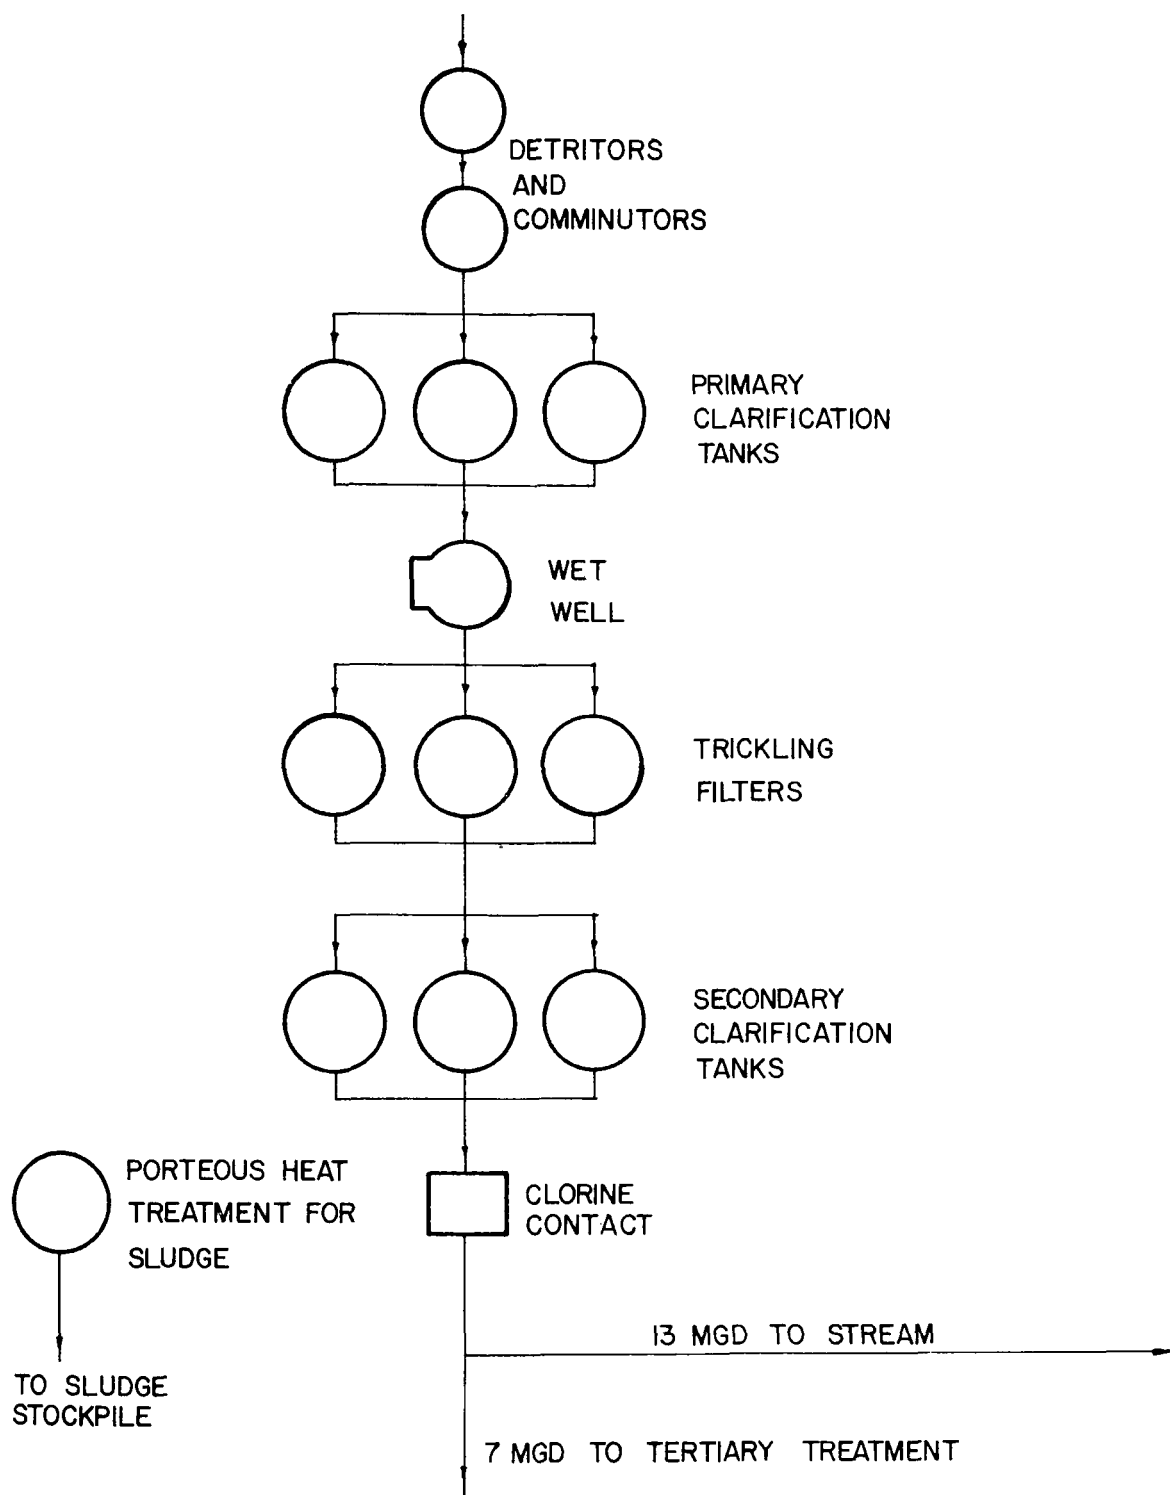 DETRITORS
AND
COMMINUTORS
PRIMARY
CLARIFICATION
TANKS
WET
WELL
TRICKLING
FILTERS
SECONDARY
CLARIFICATION
TANKS
PORTEOUS HEAT
TREATMENT FOR
SLUDGE
CLORINE
CONTACT
13 MGD TO STREAM
TO SLUDGE
STOCKPILE
7 MGD TO TERTIARY TREATMENT